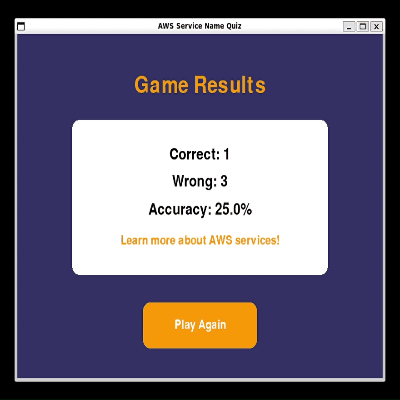 AWS Service Name Quiz
Game Results
Correct: 1
Wrong: 3
Accuracy: 25.0%
Learn more about AWS services!
Play Again